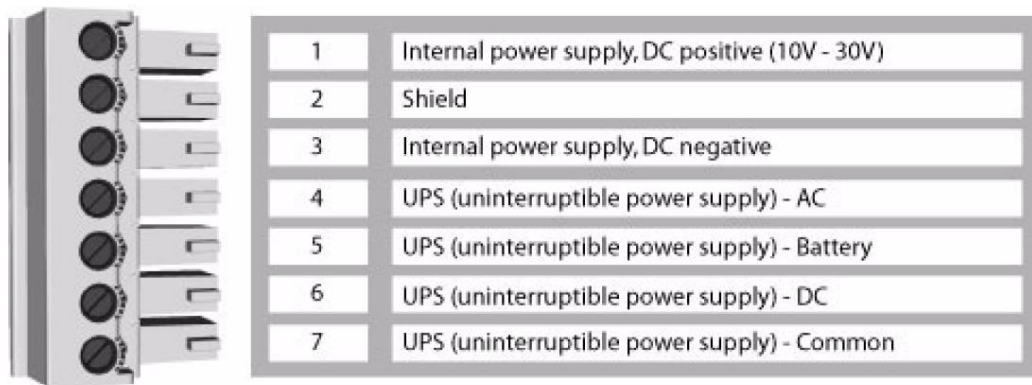 1 Internal power supply, DC positive (10V - 30V)
2 Shield
3 Internal power supply, DC negative
4 UPS (uninterruptible power supply) - AC
5 UPS (uninterruptible power supply) - Battery
6 UPS (uninterruptible power supply) - DC
7 UPS (uninterruptible power supply) - Common